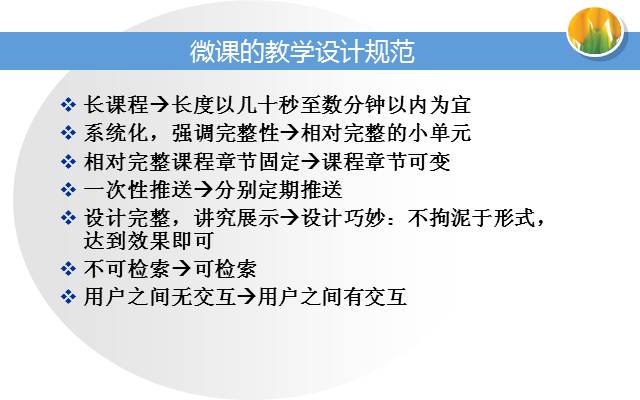 微课的教学设计规范
长课程→长度以几十秒至数分钟以内为宜
系统化，强调完整性→相对完整的小单元
相对完整课程章节固定→课程章节可变
一次性推送→分别定期推送
设计完整，讲究展示→设计巧妙：不拘泥于形式，
达到效果即可
不可检索→可检索
用户之间无交互→用户之间有交互